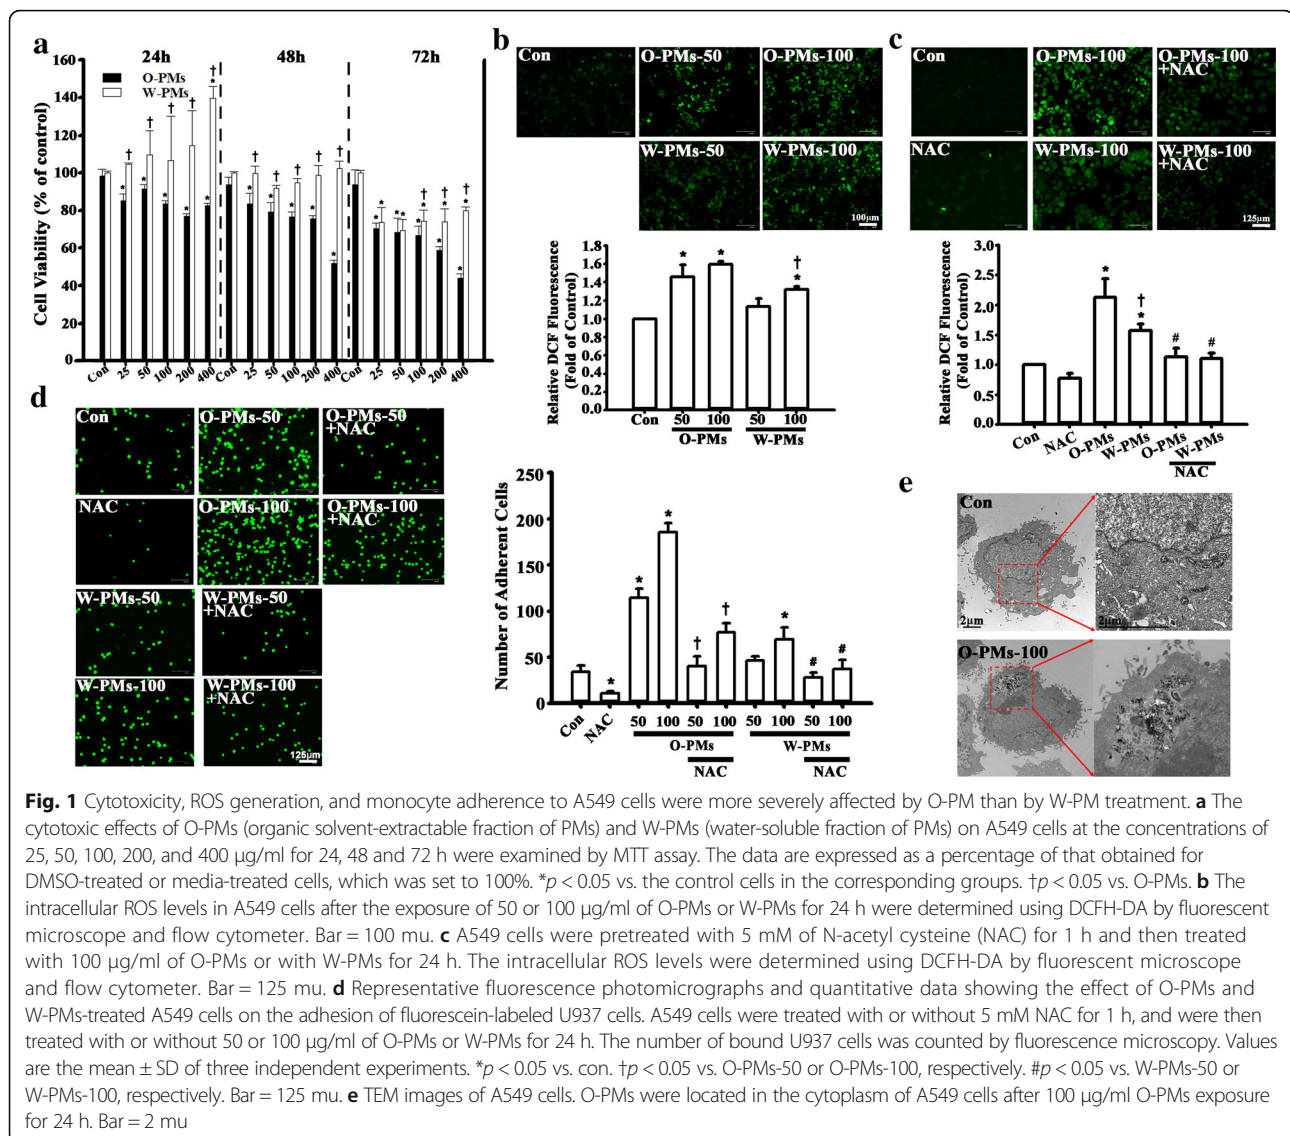 a
24h
48h
72h
O-PMs
W-PMs
Cell Viability (% of control)
160
140
120
100
80
60
40
20
0
Con 25 50 100 200 400 Con 25 50 100 200 400 Con 25 50 100 200 400
b
Con
O-PMs-50
O-PMs-100
W-PMs-50
W-PMs-100
100μm
Relative DCF Fluorescence
(Fold of Control)
1.8
1.6
1.4
1.2
1.0
0.8
0.6
0.4
0.2
0.0
Con 50 100 50 100
O-PMs W-PMs
c
Con
O-PMs-100
O-PMs-100
+NAC
NAC
W-PMs-100
W-PMs-100
+NAC
125μm
Relative DCF Fluorescence
(Fold of Control)
3.0
2.5
2.0
1.5
1.0
0.5
0.0
Con NAC O-PMs W-PMs O-PMs W-PMs
NAC
d
Con
O-PMs-50
O-PMs-50
+NAC
NAC
O-PMs-100
O-PMs-100
+NAC
W-PMs-50
W-PMs-50
+NAC
W-PMs-100
W-PMs-100
+NAC
125μm
Number of Adherent Cells
250
200
150
100
50
0
Con NAC 50 100 50 100 50 100 50 100
O-PMs W-PMs
NAC NAC
e
Con
2μm
2μm
O-PMs-100
Fig. 1 Cytotoxicity, ROS generation, and monocyte adherence to A549 cells were more severely affected by O-PM than by W-PM treatment. a The
cytotoxic effects of O-PMs (organic solvent-extractable fraction of PMs) and W-PMs (water-soluble fraction of PMs) on A549 cells at the concentrations of
25, 50, 100, 200, and 400 μg/ml for 24, 48 and 72 h were examined by MTT assay. The data are expressed as a percentage of that obtained for
DMSO-treated or media-treated cells, which was set to 100%. *p < 0.05 vs. the control cells in the corresponding groups. †p < 0.05 vs. O-PMs. b The
intracellular ROS levels in A549 cells after the exposure of 50 or 100 μg/ml of O-PMs or W-PMs for 24 h were determined using DCFH-DA by fluorescent
microscope and flow cytometer. Bar = 100 mu. c A549 cells were pretreated with 5 mM of N-acetyl cysteine (NAC) for 1 h and then treated
with 100 μg/ml of O-PMs or with W-PMs for 24 h. The intracellular ROS levels were determined using DCFH-DA by fluorescent microscope
and flow cytometer. Bar = 125 mu. d Representative fluorescence photomicrographs and quantitative data showing the effect of O-PMs and
W-PMs-treated A549 cells on the adhesion of fluorescein-labeled U937 cells. A549 cells were treated with or without 5 mM NAC for 1 h, and were then
treated with or without 50 or 100 μg/ml of O-PMs or W-PMs for 24 h. The number of bound U937 cells was counted by fluorescence microscopy. Values
are the mean ± SD of three independent experiments. *p < 0.05 vs. con. †p < 0.05 vs. O-PMs-50 or O-PMs-100, respectively. #p < 0.05 vs. W-PMs-50 or
W-PMs-100, respectively. Bar = 125 mu. e TEM images of A549 cells. O-PMs were located in the cytoplasm of A549 cells after 100 μg/ml O-PMs exposure
for 24 h. Bar = 2 mu